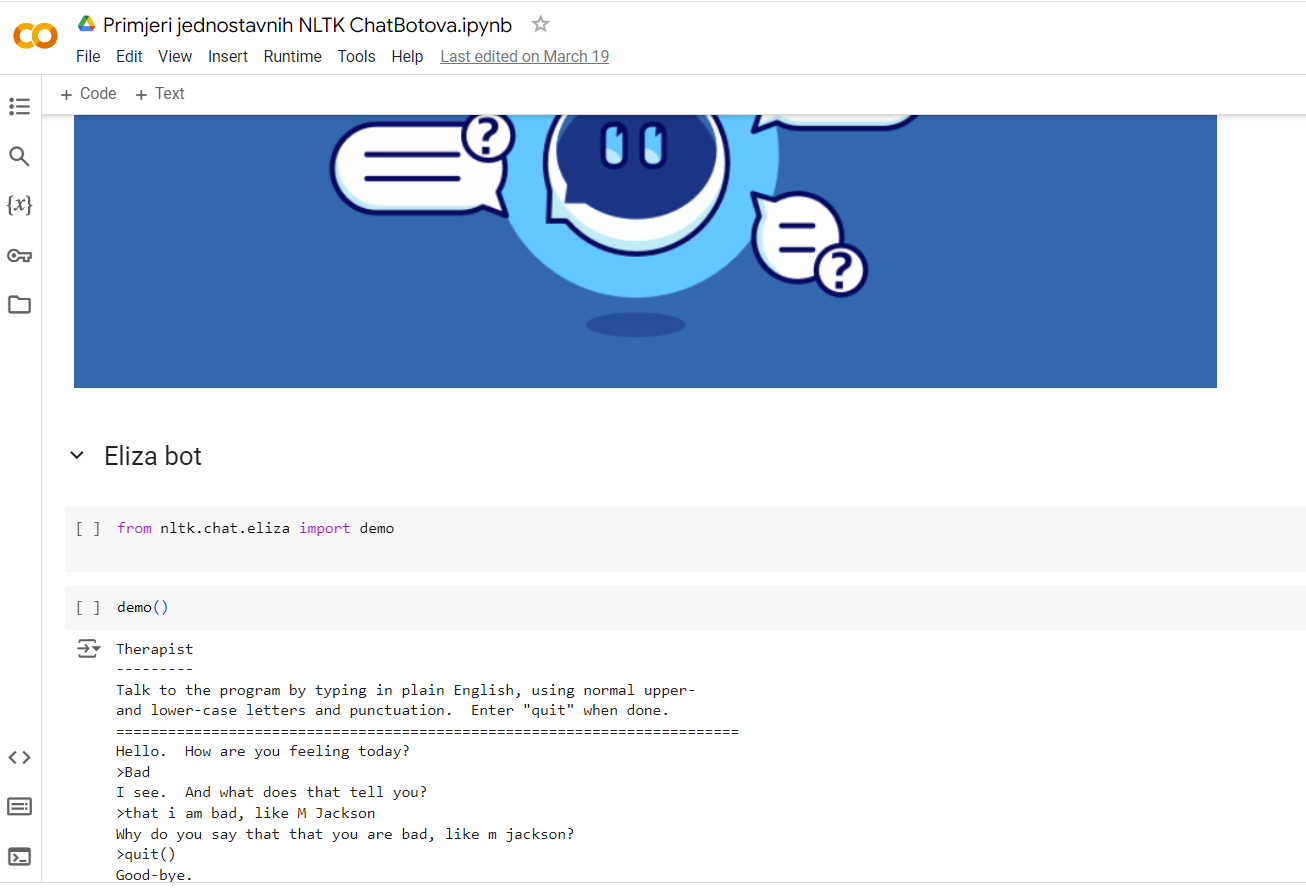 Primjeri jednostavnih NLTK ChatBotova.ipynb
File Edit View Insert Runtime Tools Help Last edited on March 19
+ Code + Text
?
?
{x}
Eliza bot
[ ] from nltk.chat.eliza import demo
[ ] demo()
Therapist
---------
Talk to the program by typing in plain English, using normal upper-
and lower-case letters and punctuation.  Enter "quit" when done.
========================================================================
Hello.  How are you feeling today?
>Bad
I see.  And what does that tell you?
>that i am bad, like M Jackson
Why do you say that that you are bad, like m jackson?
>quit()
Good-bye.